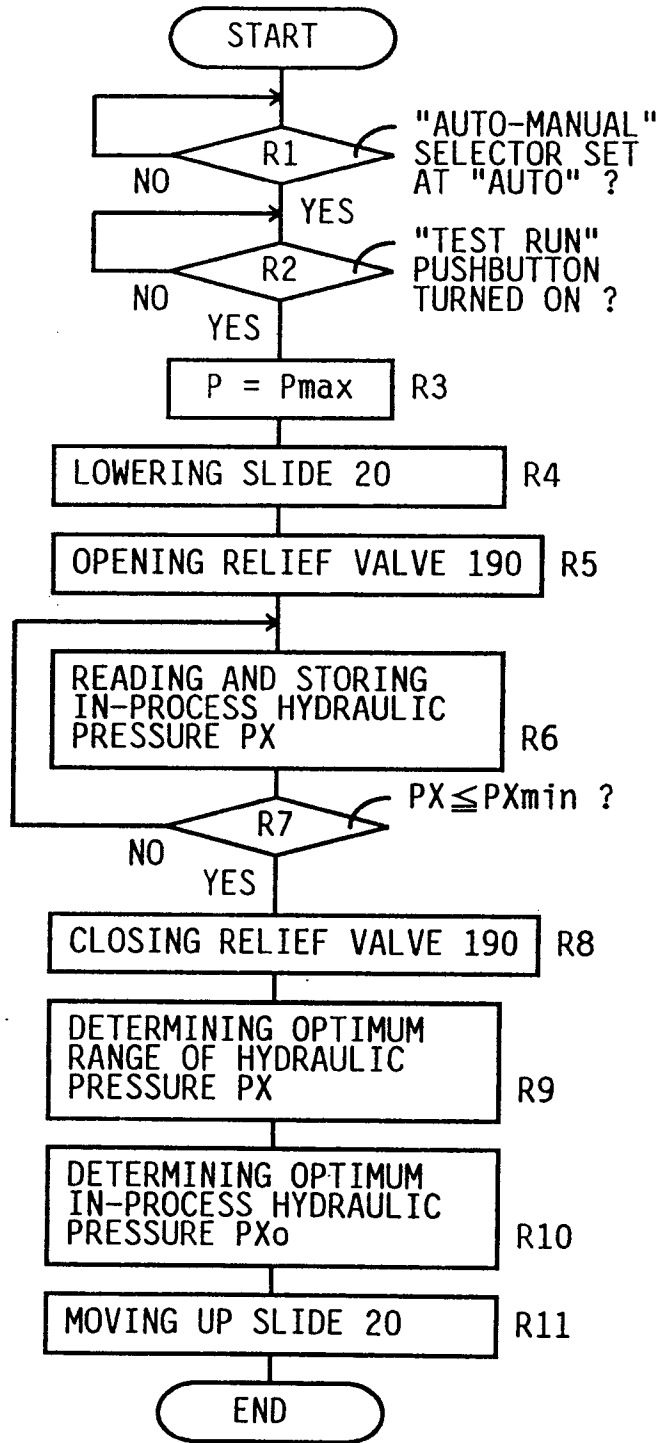 START
"AUTO-MANUAL"
SELECTOR SET
AT "AUTO" ?
R1
NO
YES
"TEST RUN"
PUSHBUTTON
TURNED ON ?
R2
NO
YES
P = Pmax R3
LOWERING SLIDE 20 R4
OPENING RELIEF VALVE 190 R5
READING AND STORING
IN-PROCESS HYDRAULIC
PRESSURE PX R6
PX≦PXmin ?
R7
NO
YES
CLOSING RELIEF VALVE 190 R8
DETERMINING OPTIMUM
RANGE OF HYDRAULIC
PRESSURE PX R9
DETERMINING OPTIMUM
IN-PROCESS HYDRAULIC
PRESSURE PXo R10
MOVING UP SLIDE 20 R11
END